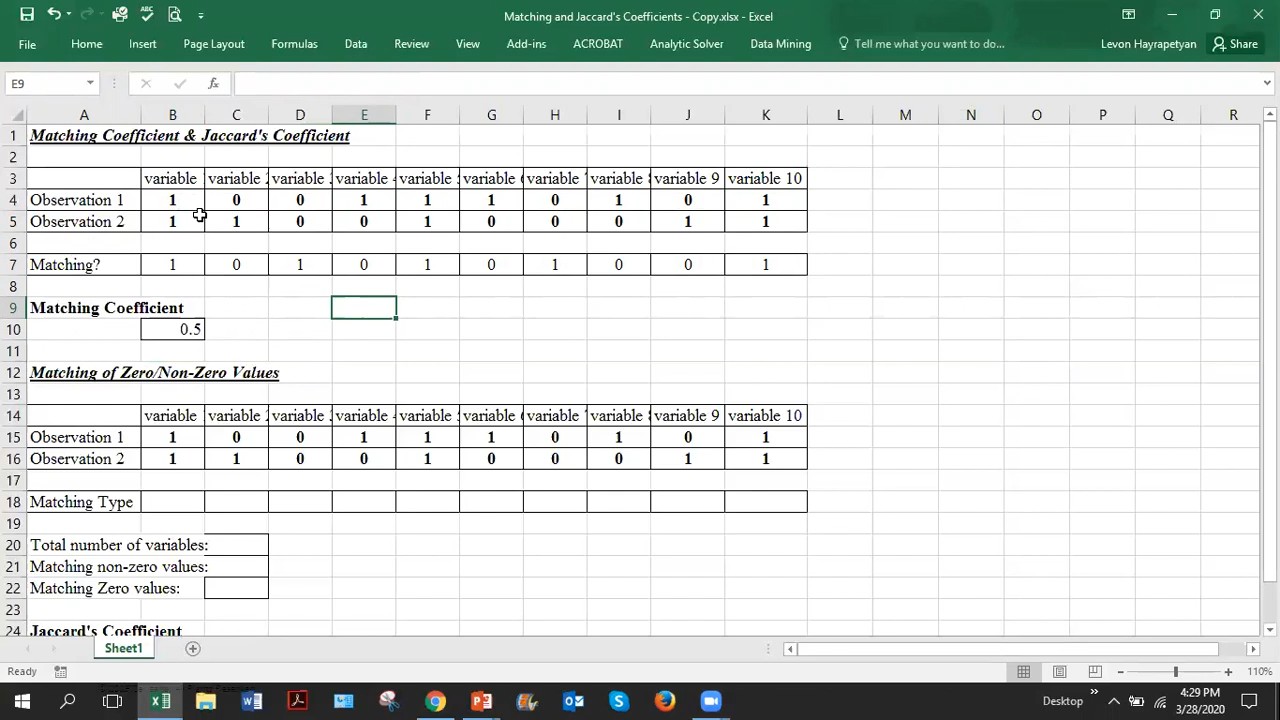 Matching and Jaccard's Coefficients - Copy.xlsx - Excel
File Home Insert Page Layout Formulas Data Review View Add-ins ACROBAT Analytic Solver Data Mining Tell me what you want to do... Levon Hayrapetyan Share
E9 fx
A B C D E F G H I J K L M N O P Q R
1 Matching Coefficient & Jaccard's Coefficient
2
3 variable variable 2 variable variable 4 variable variable 6 variable variable 8 variable 9 variable 10
4 Observation 1 1 0 0 1 1 1 0 1 0 1
5 Observation 2 1 1 0 0 1 0 0 0 1 1
6
7 Matching? 1 0 1 0 1 0 1 0 0 1
8
9 Matching Coefficient
10 0.5
11
12 Matching of Zero/Non-Zero Values
13
14 variable variable 2 variable variable 4 variable variable 6 variable variable 8 variable 9 variable 10
15 Observation 1 1 0 0 1 1 1 0 1 0 1
16 Observation 2 1 1 0 0 1 0 0 0 1 1
17
18 Matching Type
19
20 Total number of variables:
21 Matching non-zero values:
22 Matching Zero values:
23
24 Jaccard's Coefficient
Sheet1
Ready 110%
Desktop 4:29 PM
3/28/2020